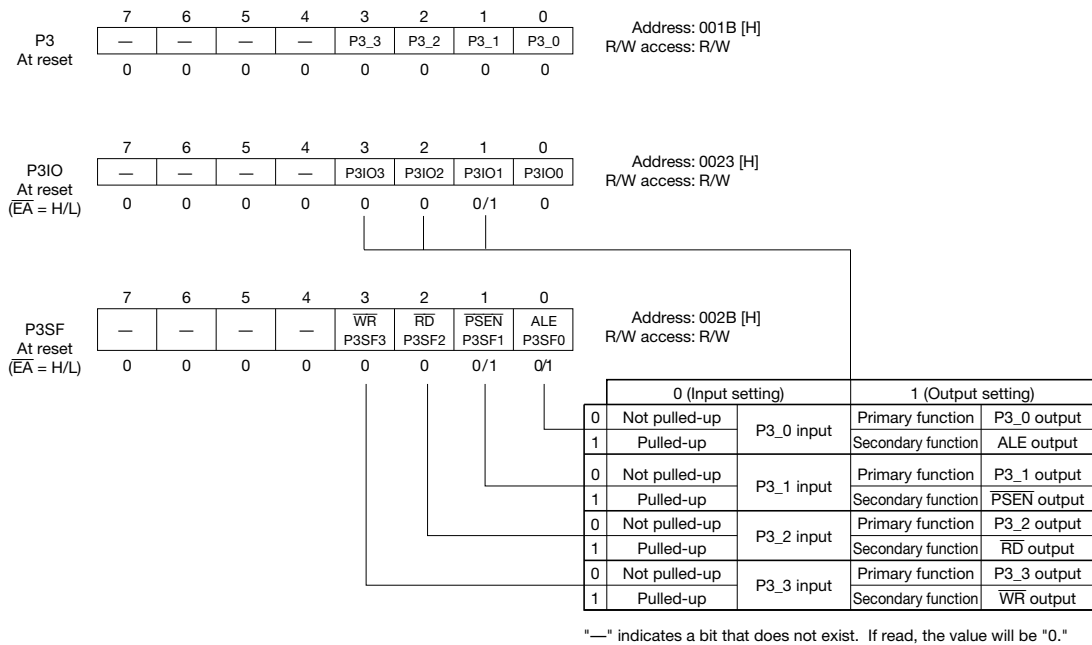 7 6 5 4 3 2 1 0
P3 — — — — P3_3 P3_2 P3_1 P3_0
At reset 0 0 0 0 0 0 0 0
Address: 001B [H]
R/W access: R/W
7 6 5 4 3 2 1 0
P3IO — — — — P3IO3 P3IO2 P3IO1 P3IO0
At reset
(EA = H/L) 0 0 0 0 0 0 0/1 0
Address: 0023 [H]
R/W access: R/W
7 6 5 4 3 2 1 0
P3SF — — — — WR RD PSEN ALE
P3SF3 P3SF2 P3SF1 P3SF0
At reset
(EA = H/L) 0 0 0 0 0 0 0/1 0/1
Address: 002B [H]
R/W access: R/W
0 (Input setting) 1 (Output setting)
0 Not pulled-up P3_0 input Primary function P3_0 output
1 Pulled-up Secondary function ALE output
0 Not pulled-up P3_1 input Primary function P3_1 output
1 Pulled-up Secondary function PSEN output
0 Not pulled-up P3_2 input Primary function P3_2 output
1 Pulled-up Secondary function RD output
0 Not pulled-up P3_3 input Primary function P3_3 output
1 Pulled-up Secondary function WR output
"—" indicates a bit that does not exist. If read, the value will be "0."